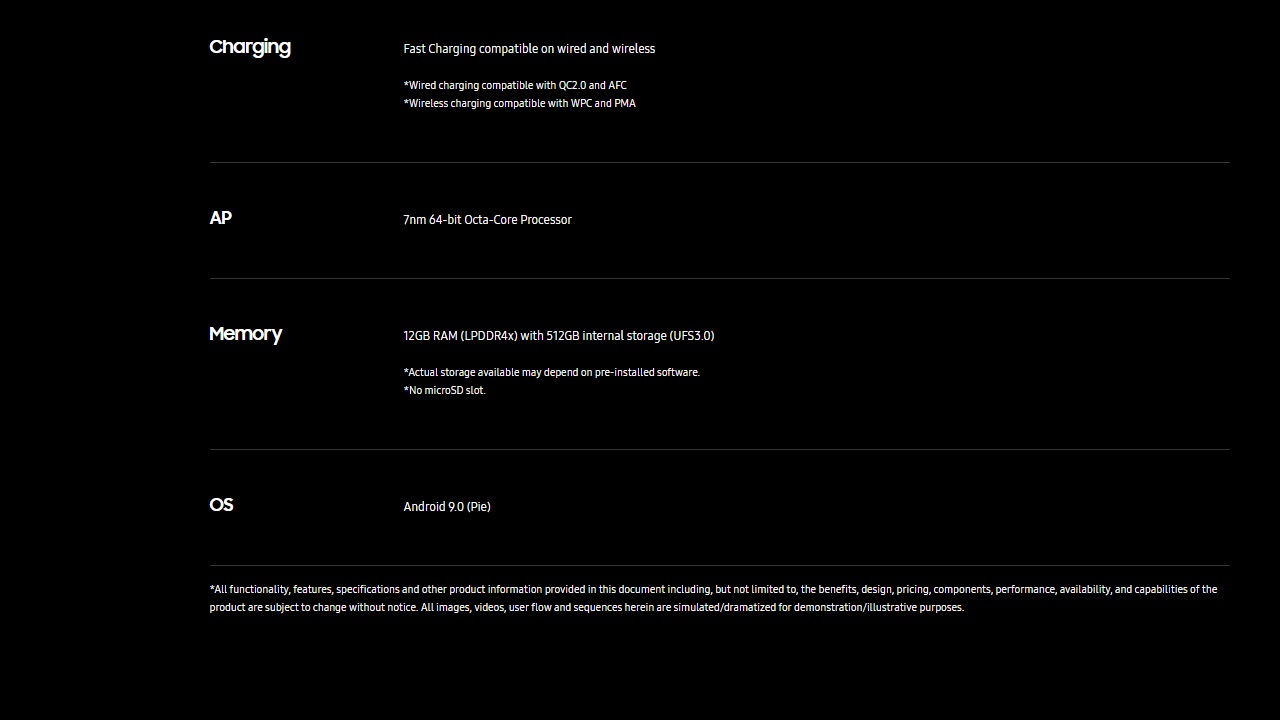 Charging
Fast Charging compatible on wired and wireless
*Wired charging compatible with QC2.0 and AFC
*Wireless charging compatible with WPC and PMA
AP
7nm 64-bit Octa-Core Processor
Memory
12GB RAM (LPDDR4x) with 512GB internal storage (UFS3.0)
*Actual storage available may depend on pre-installed software.
*No microSD slot.
OS
Android 9.0 (Pie)
*All functionality, features, specifications and other product information provided in this document including, but not limited to, the benefits, design, pricing, components, performance, availability, and capabilities of the
product are subject to change without notice. All images, videos, user flow and sequences herein are simulated/dramatized for demonstration/illustrative purposes.